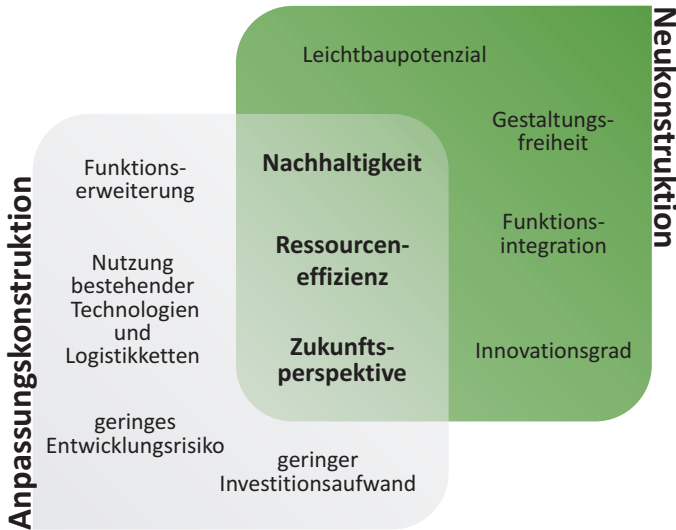 Anpassungskonstruktion
Funktions-
erweiterung
Nutzung
bestehender
Technologien
und
Logistikketten
geringes
Entwicklungsrisiko
geringer
Investitionsaufwand
Nachhaltigkeit
Ressourcen-
effizienz
Zukunfts-
perspektive
Leichtbaupotenzial
Gestaltungs-
freiheit
Funktions-
integration
Innovationsgrad
Neukonstruktion